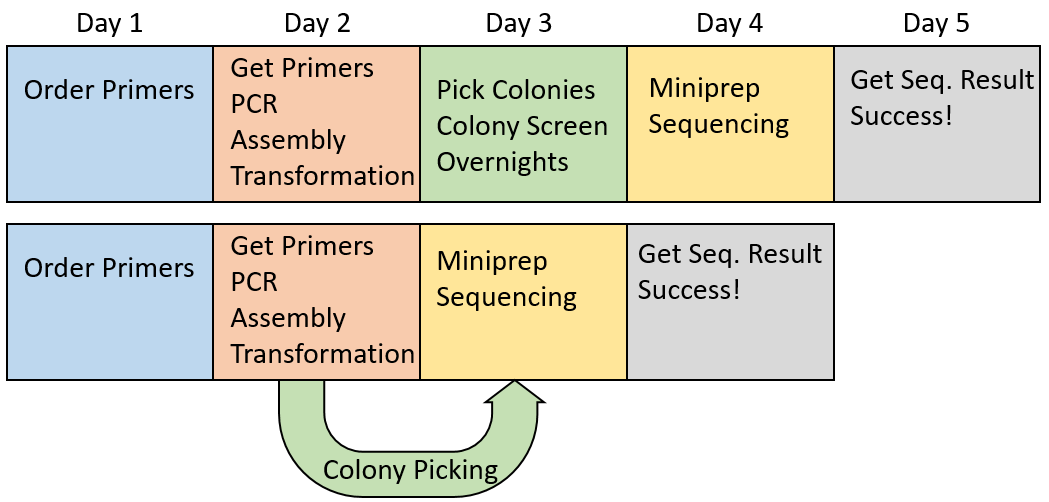 Day 1
Day 2
Day 3
Day 4
Day 5
Order Primers
Get Primers
PCR
Assembly
Transformation
Pick Colonies
Colony Screen
Overnights
Miniprep
Sequencing
Get Seq. Result
Success!
Order Primers
Get Primers
PCR
Assembly
Transformation
Miniprep
Sequencing
Get Seq. Result
Success!
Colony Picking